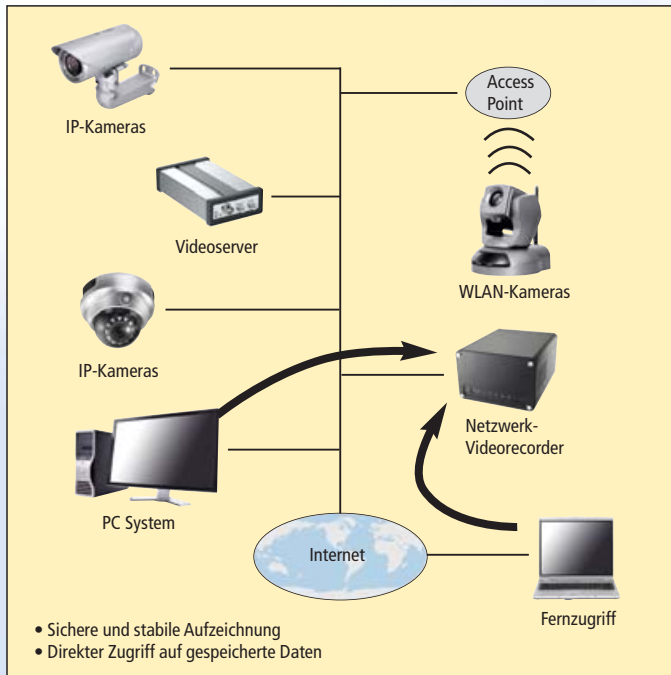 IP-Kameras
Access
Point
Videoserver
WLAN-Kameras
IP-Kameras
Netzwerk-
Videorecorder
PC System
Internet
Fernzugriff
• Sichere und stabile Aufzeichnung
• Direkter Zugriff auf gespeicherte Daten